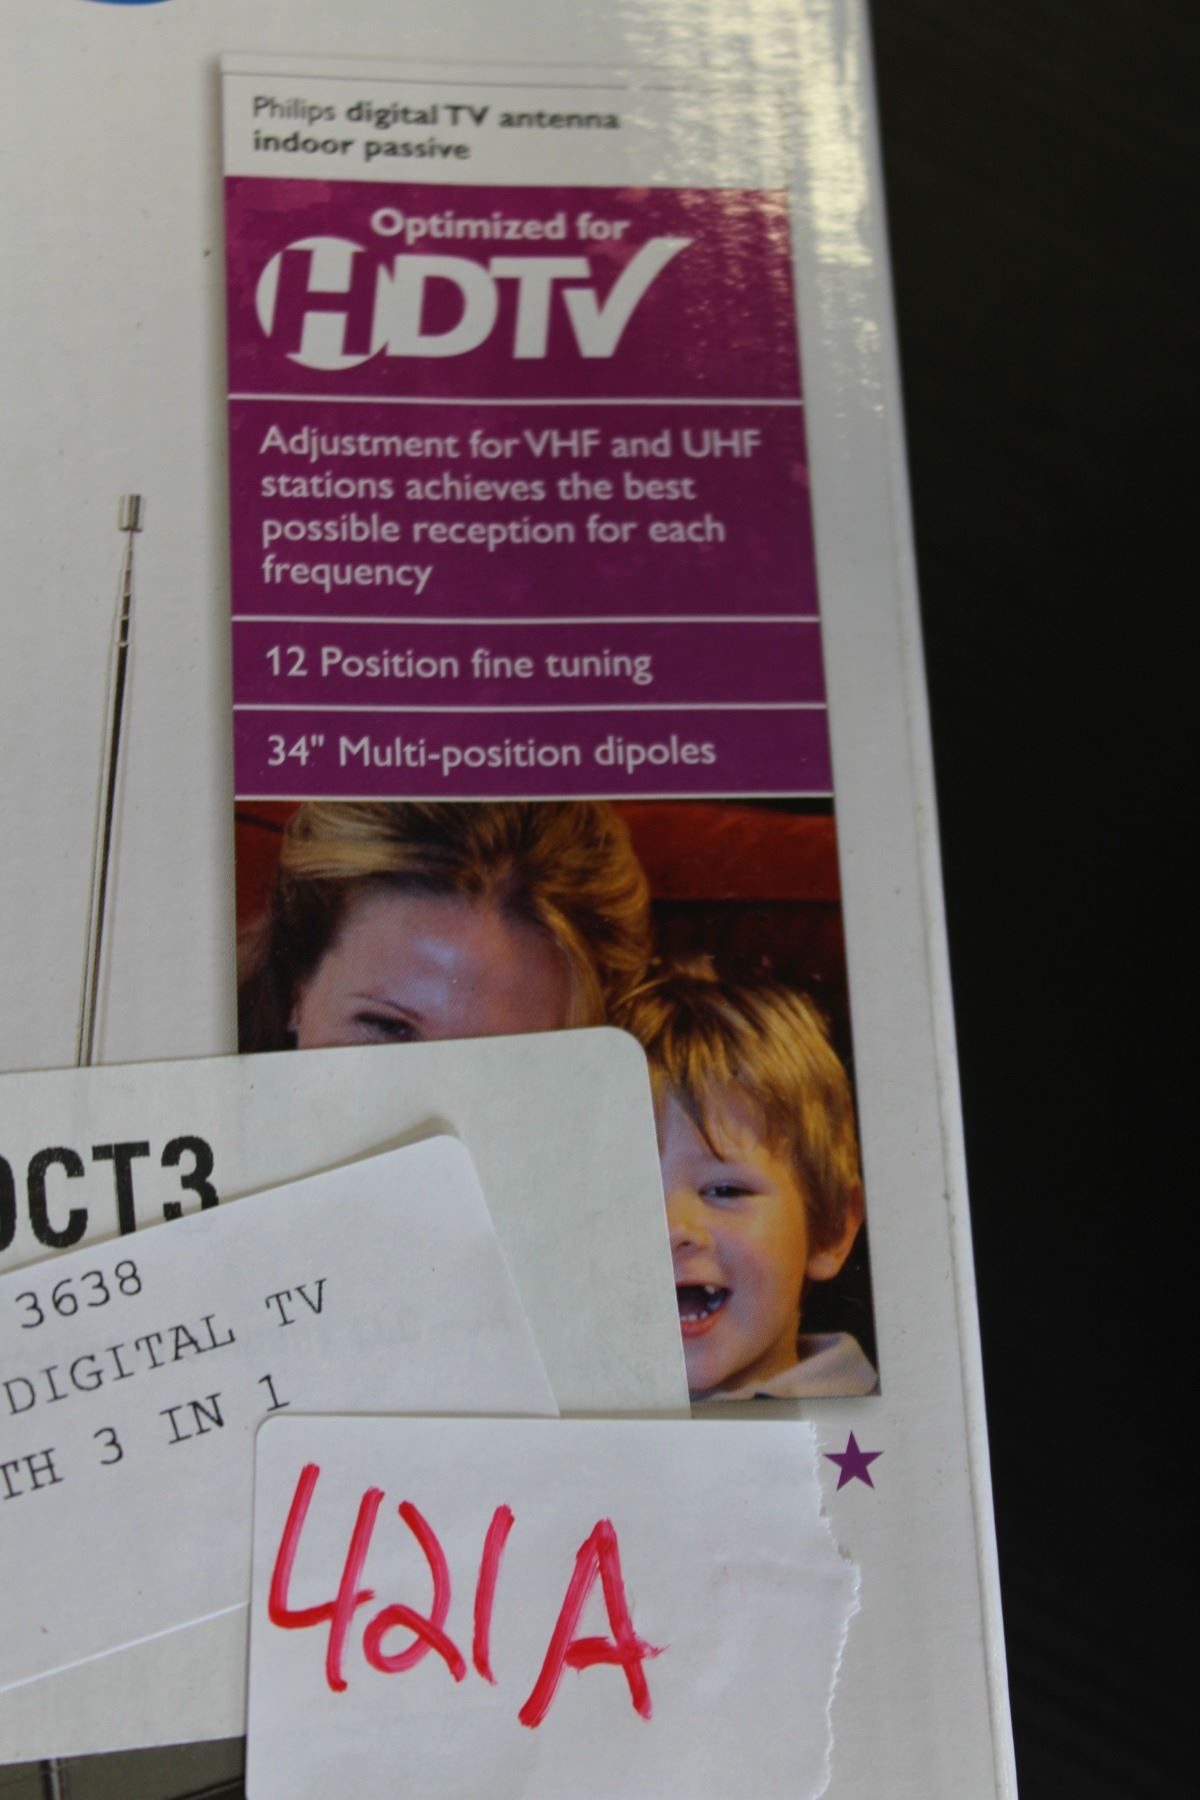 Philips digital TV antenna
indoor passive
Optimized for
HDTV
Adjustment for VHF and UHF
stations achieves the best
possible reception for each
frequency
12 Position fine tuning
34" Multi-position dipoles
OCT3
3638
DIGITAL TV
TH 3 IN 1
421A